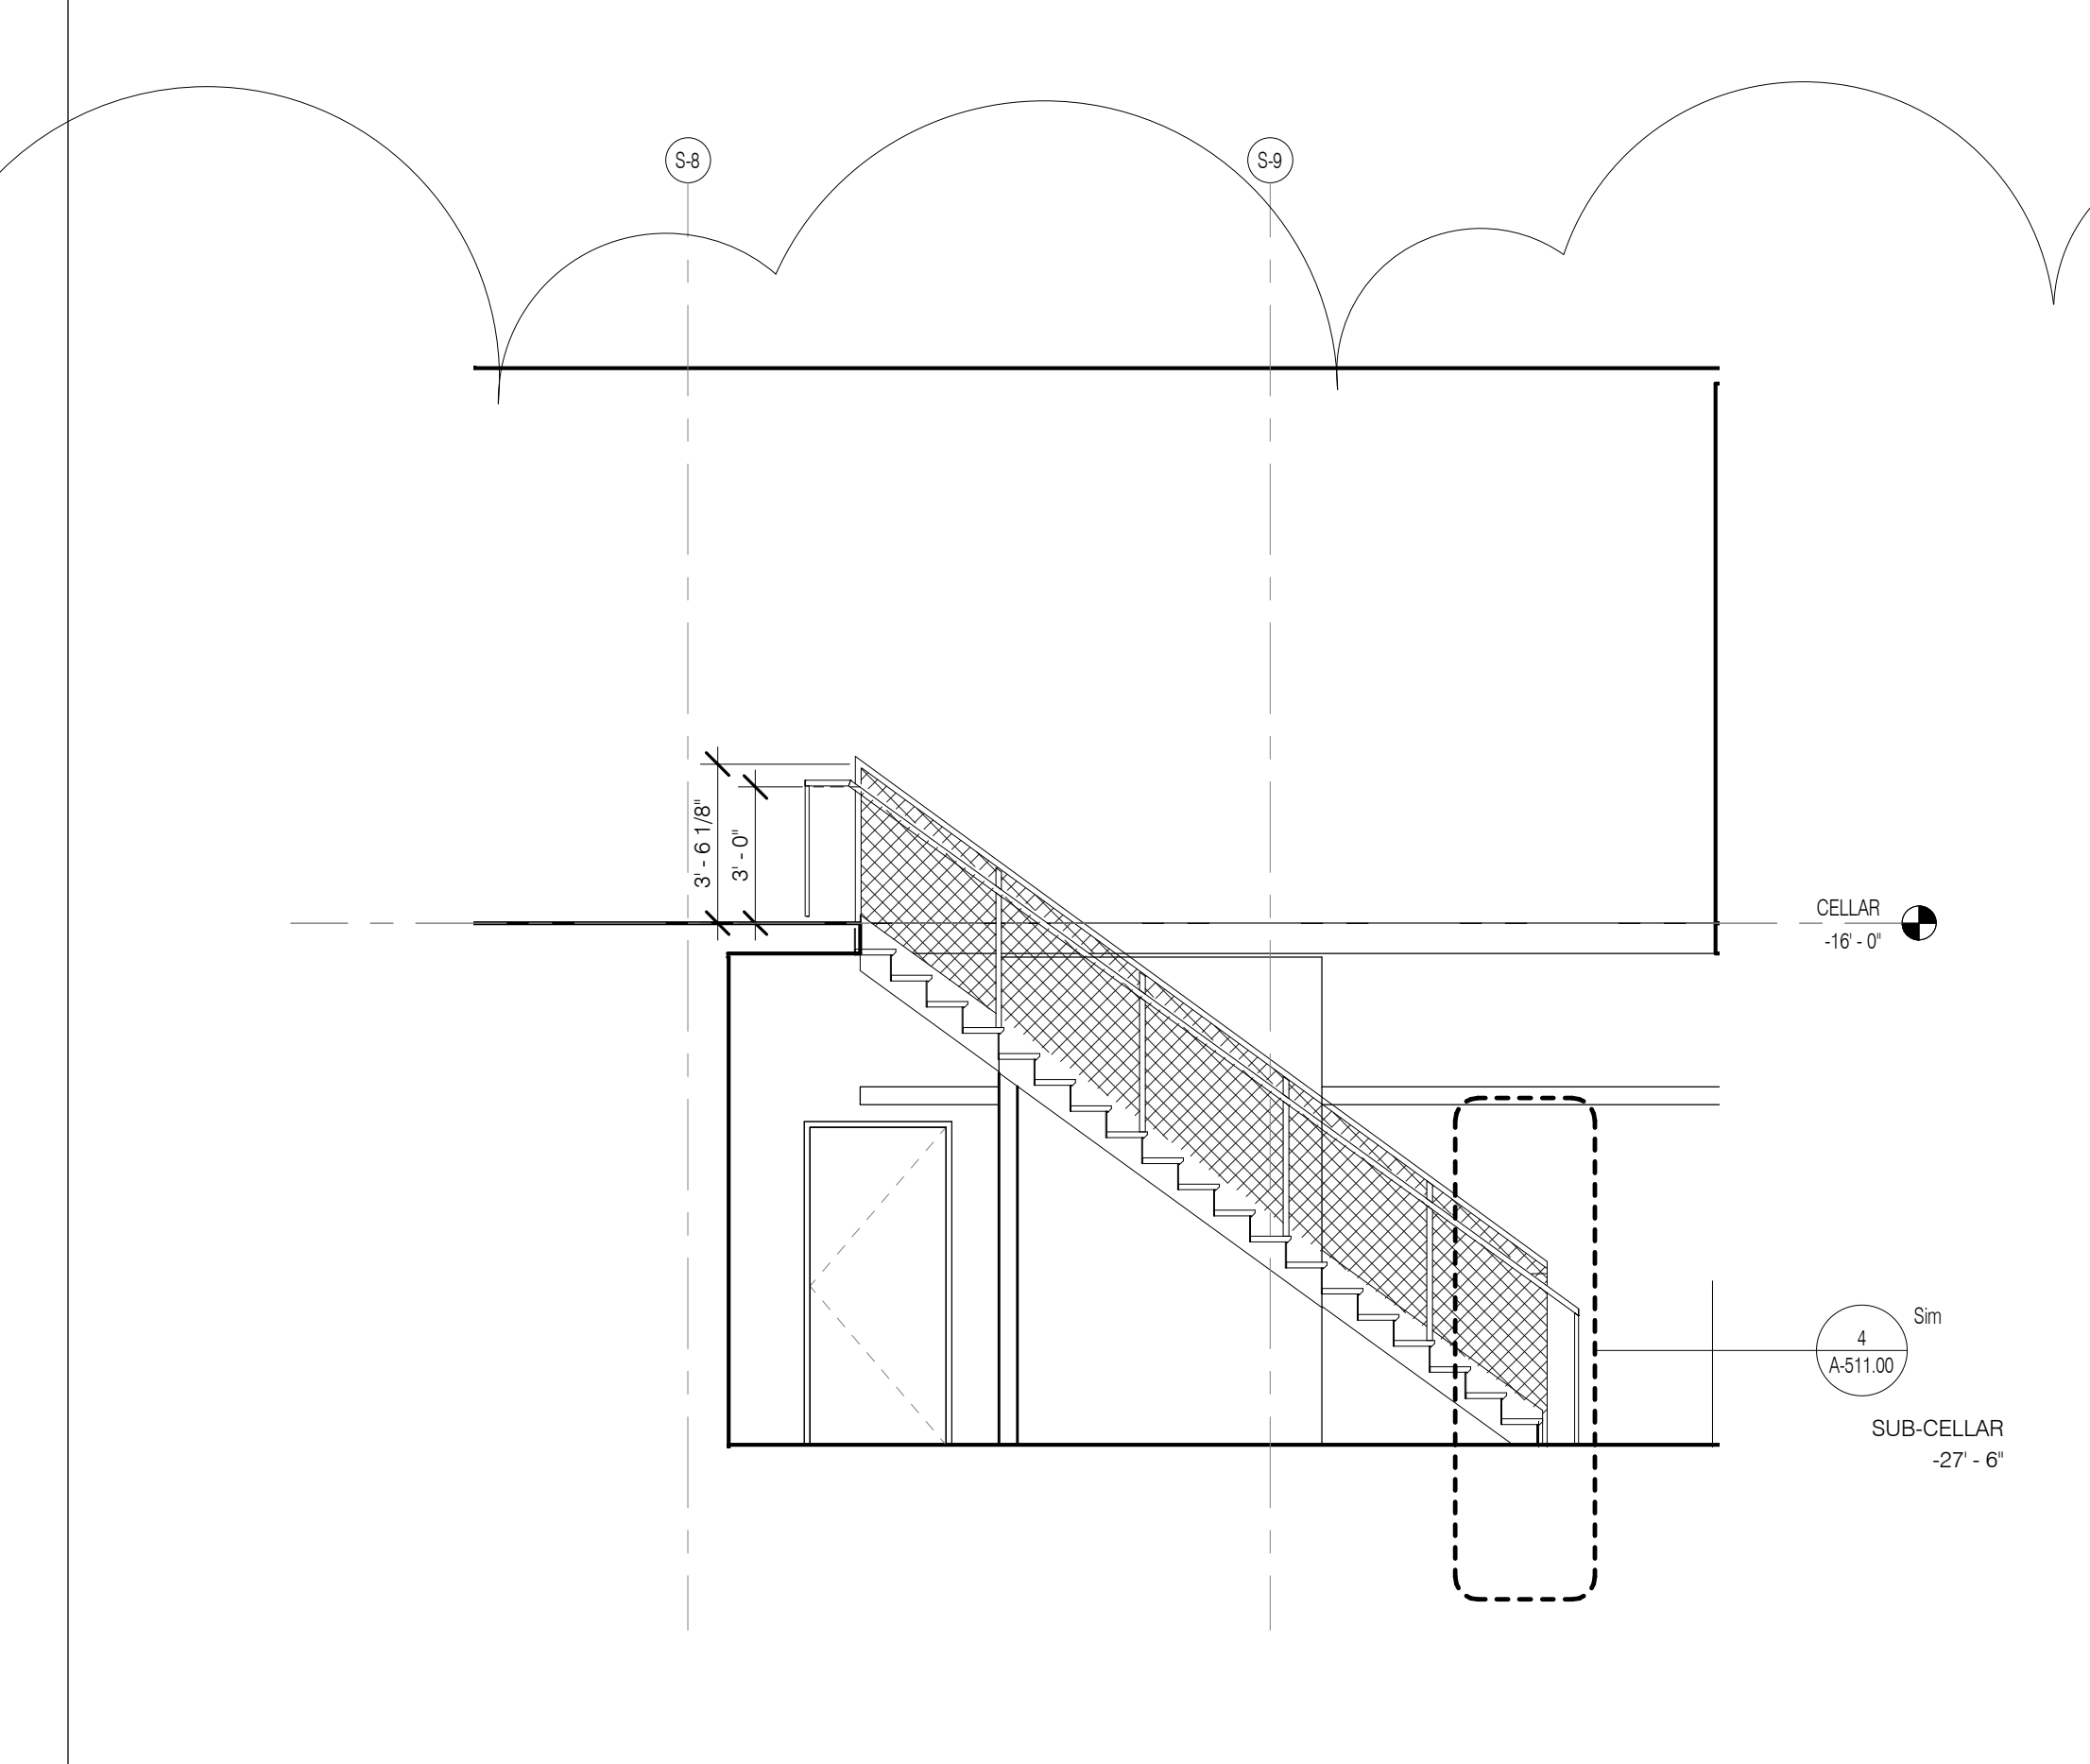 S-8
S-9
3' - 6 1/8"
3' - 0"
CELLAR
-16' - 0"
Sim
4
A-511.00
SUB-CELLAR
-27' - 6"